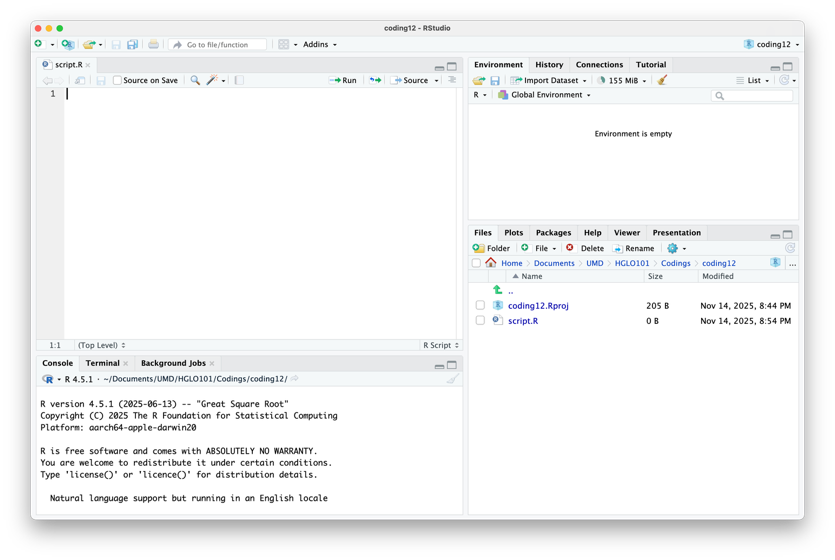 coding12 - RStudio
Go to file/function Addins coding12
script.R
Source on Save Run Source
1
1:1 (Top Level) R Script
Console Terminal Background Jobs
R 4.5.1 · ~/Documents/UMD/HGLO101/Codings/coding12/
R version 4.5.1 (2025-06-13) -- "Great Square Root"
Copyright (C) 2025 The R Foundation for Statistical Computing
Platform: aarch64-apple-darwin20
R is free software and comes with ABSOLUTELY NO WARRANTY.
You are welcome to redistribute it under certain conditions.
Type 'license()' or 'licence()' for distribution details.
Natural language support but running in an English locale
Environment History Connections Tutorial
Import Dataset 155 MiB List
R Global Environment
Environment is empty
Files Plots Packages Help Viewer Presentation
Folder File Delete Rename
Home Documents UMD HGLO101 Codings coding12 ...
Name Size Modified
..
coding12.Rproj 205 B Nov 14, 2025, 8:44 PM
script.R 0 B Nov 14, 2025, 8:54 PM